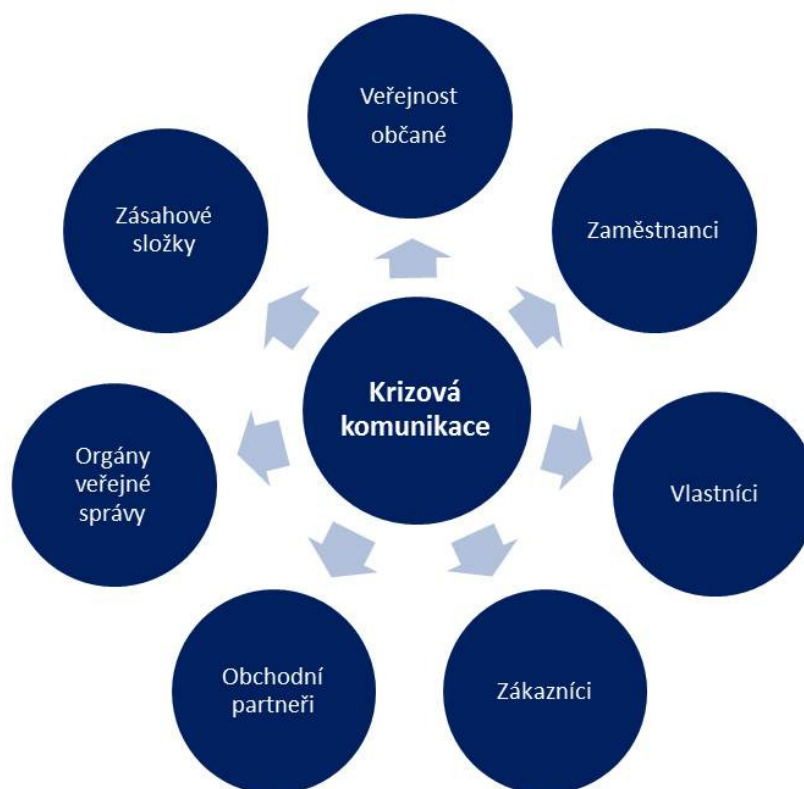 Veřejnost
občané
Zaměstnanci
Vlastníci
Zákazníci
Obchodní
partneři
Orgány
veřejné
správy
Zásahové
složky
Krizová
komunikace